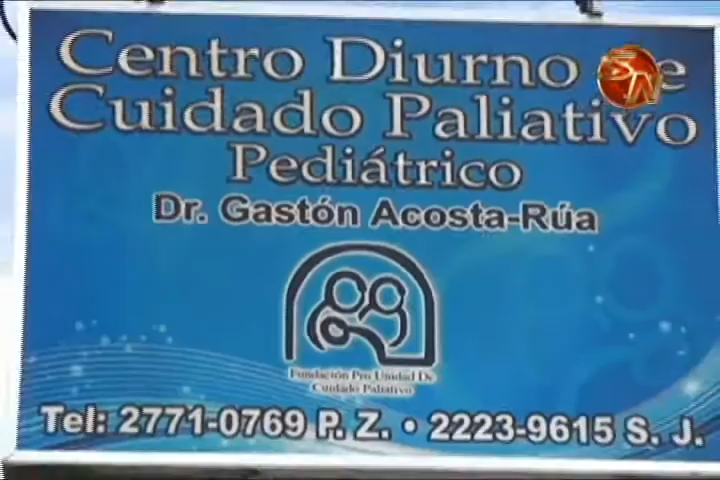 Centro Diurno De
Cuidado Paliativo
Pediátrico
Dr. Gastón Acosta-Rúa
Fundación Pro Unidad De
Cuidado Paliativo
Tel: 2771-0769 P. Z. • 2223-9615 S. J.